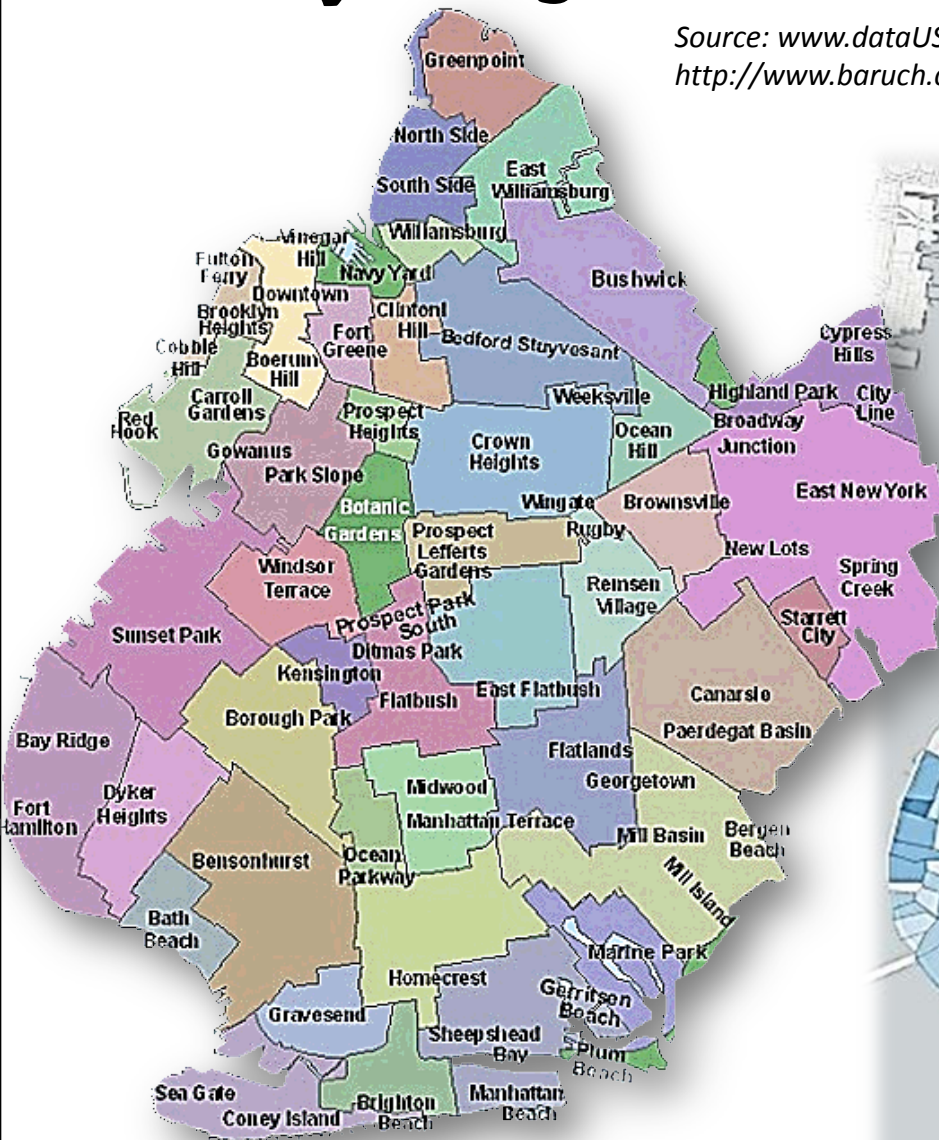 Source: www.dataUS
http://www.baruch.c
Greenpoint
North Side
South Side
East
Williamsburg
Williamsburg
Vinegar
Hill
Navy Yard
Fulton
Ferry
Downtown
Brooklyn
Heights
Clintonl
Hill
Fort
Greene
Bushwick
Bedford Stuyvesant
Cobble
Hill
Boerum
Hill
Cypress
Hills
Highland Park
City
Line
Carroll
Gardens
Red
Hook
Prospect
Heights
Weeksville
Ocean
Hill
Broadway
Junction
Gowanus
Park Slope
Crown
Heights
Botanic
Gardens
Wingate
Brownsville
East New York
Prospect
Lefferts
Gardens
Rugby
New Lots
Spring
Creek
Windsor
Terrace
Remsen
Village
Starrett
City
Prospect Park
South
Sunset Park
Ditmas Park
Kensington
Flatbush
East Flatbush
Canarsie
Paerdegat Basin
Borough Park
Bay Ridge
Flatlands
Georgetown
Midwood
Dyker
Heights
Fort
Hamilton
Manhattan Terrace
Mill Basin
Bergen
Beach
Bensonhurst
Ocean
Parkway
Mill Island
Bath
Beach
Marine Park
Homecrest
Gerritsen
Beach
Gravesend
Sheepshead
Bay
Plum
Beach
Sea Gate
Coney Island
Brighton
Beach
Manhattan
Beach